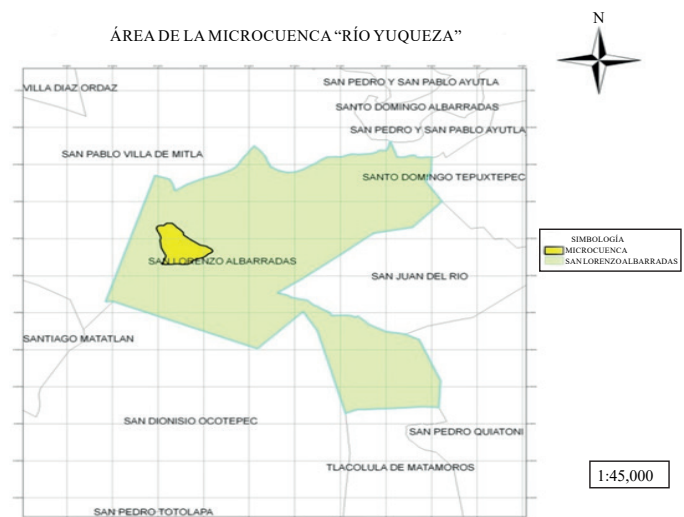 N
ÁREA DE LA MICROCUENCA “RÍO YUQUEZA”
SAN PEDRO Y SAN PABLO AYUTLA
VILLA DIAZ ORDAZ
SANTO DOMINGO ALBARRADAS
SAN PEDRO Y SAN PABLO AYUTLA
SAN PABLO VILLA DE MITLA
SANTO DOMINGO TEPUXTEPEC
SIMBOLOGÍA
MICROCUENCA
SAN LORENZO ALBARRADAS
SAN LORENZO ALBARRADAS
SAN JUAN DEL RIO
SANTIAGO MATATLAN
SAN DIONISIO OCOTEPEC
SAN PEDRO QUIATONI
TLACOLULA DE MATAMOROS
1:45,000
SAN PEDRO TOTOLAPA